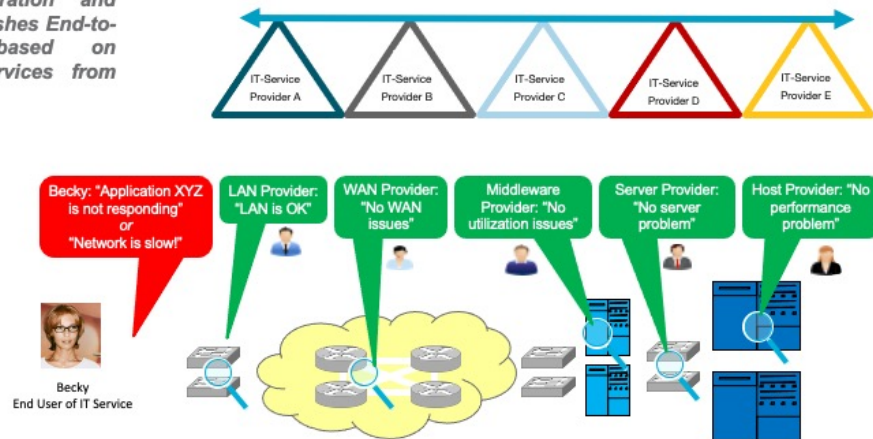 and
End-to-
based on
from
IT-Service
Provider A
IT-Service
Provider B
IT-Service
Provider C
IT-Service
Provider D
IT-Service
Provider E
Becky: "Application XYZ
is not responding"
or
"Network is slow!"
LAN Provider:
"LAN is OK"
WAN Provider:
"No WAN
issues"
Middleware
Provider: "No
utilization issues"
Server Provider:
"No server
problem"
Host Provider: "No
performance
problem"
Becky
End User of IT Service